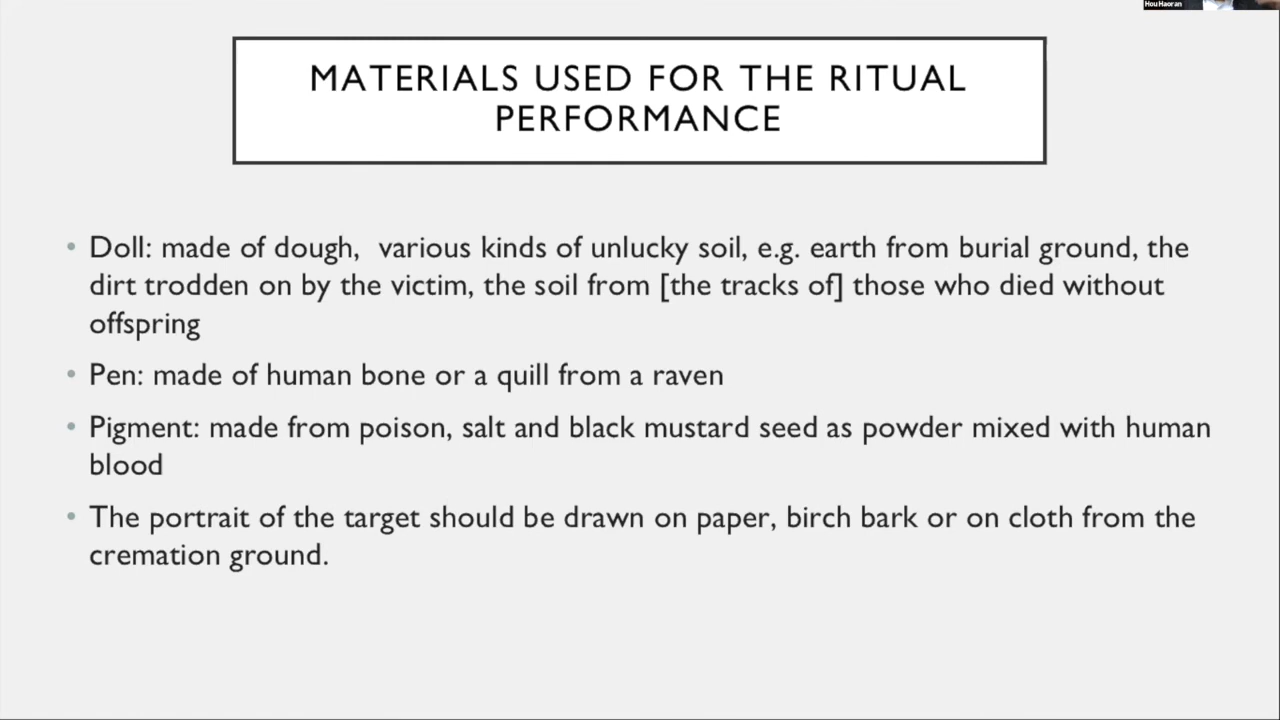 Hou Haoran
MATERIALS USED FOR THE RITUAL
PERFORMANCE
• Doll: made of dough,  various kinds of unlucky soil, e.g. earth from burial ground, the
dirt trodden on by the victim, the soil from [the tracks of] those who died without
offspring
• Pen: made of human bone or a quill from a raven
• Pigment: made from poison, salt and black mustard seed as powder mixed with human
blood
• The portrait of the target should be drawn on paper, birch bark or on cloth from the
cremation ground.